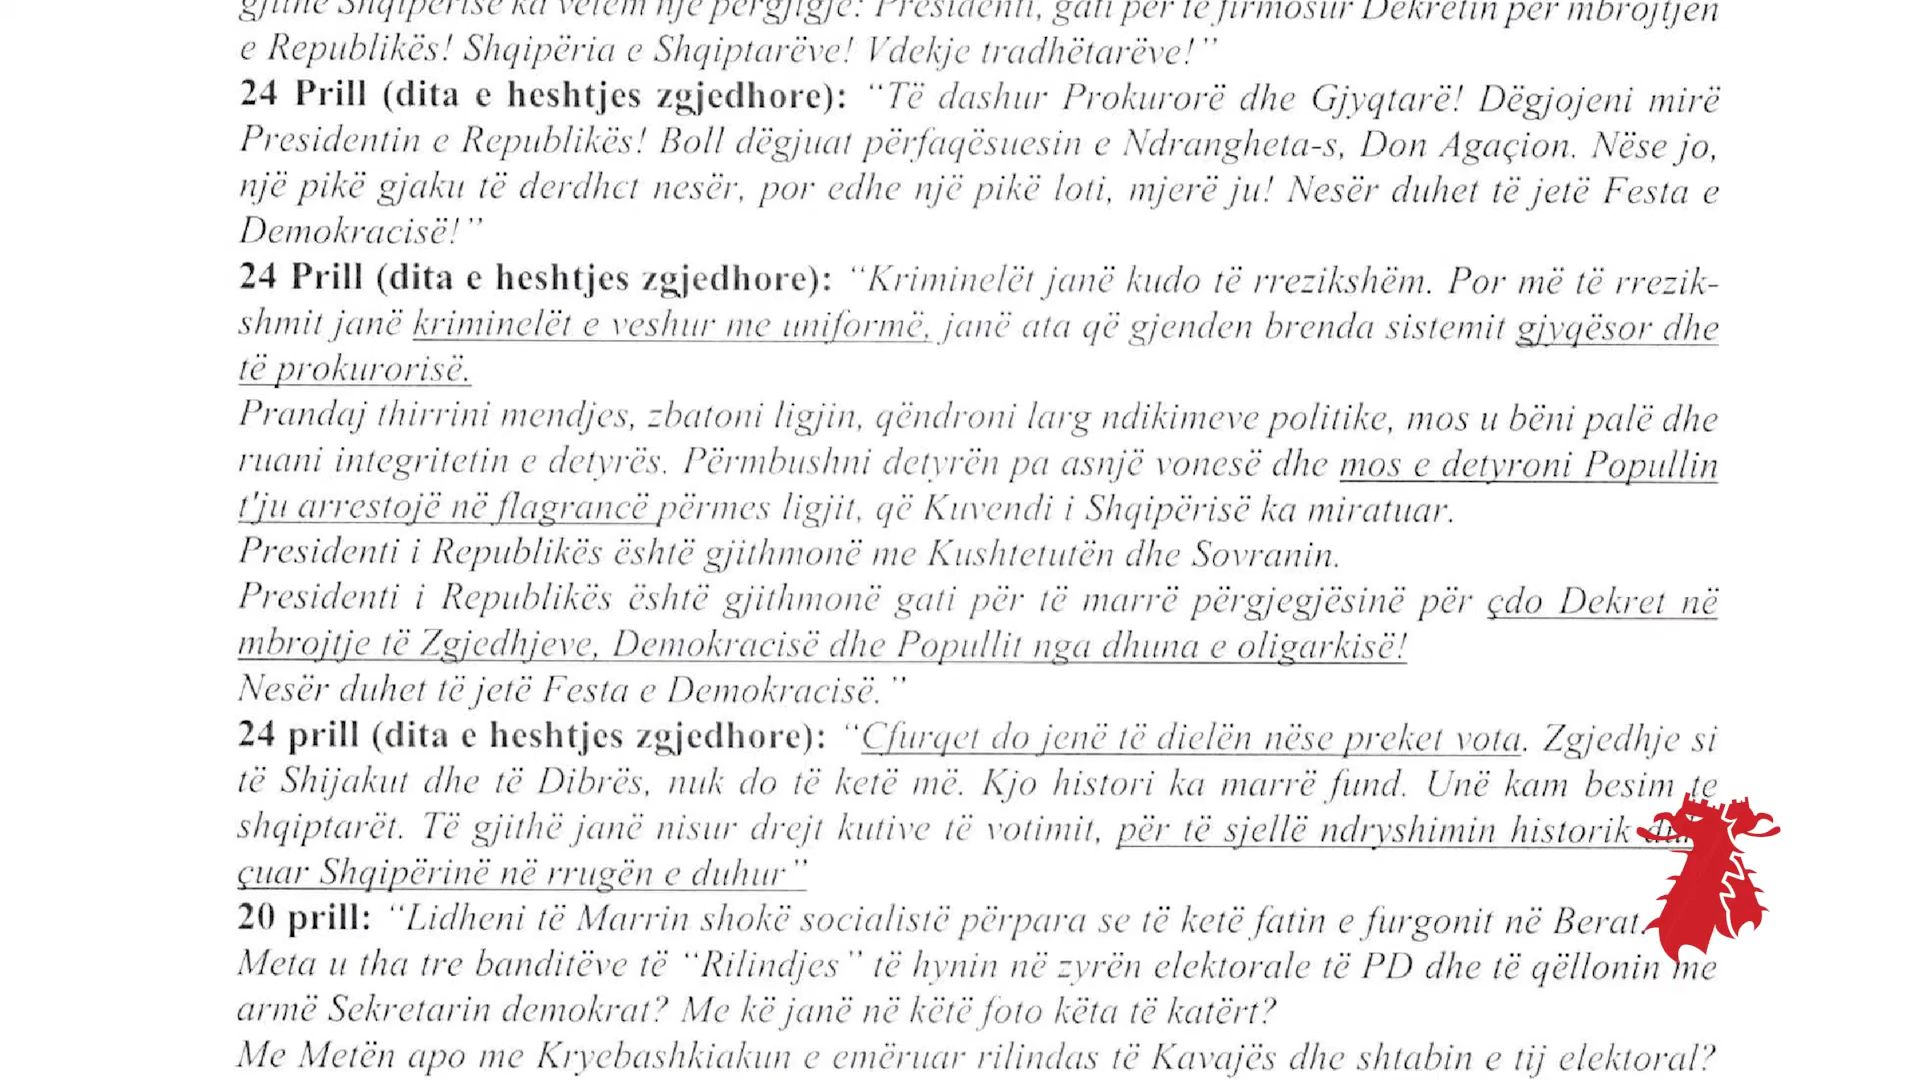 gjithë Shqipërisë ka vetëm një përgjigje: Presidenti, gati për të firmosur Dekretin për mbrojtjen
e Republikës! Shqipëria e Shqiptarëve! Vdekje tradhëtarëve!”
24 Prill (dita e heshtjes zgjedhore): “Të dashur Prokurorë dhe Gjyqtarë! Dëgjojeni mirë
Presidentin e Republikës! Boll dëgjuat përfaqësuesin e Ndrangheta-s, Don Agaçion. Nëse jo,
një pikë gjaku të derdhet nesër, por edhe një pikë loti, mjerë ju! Nesër duhet të jetë Festa e
Demokracisë!”
24 Prill (dita e heshtjes zgjedhore): “Kriminelët janë kudo të rrezikshëm. Por më të rrezik-
shmit janë kriminelët e veshur me uniformë, janë ata që gjenden brenda sistemit gjyqësor dhe
të prokurorisë.
Prandaj thirrini mendjes, zbatoni ligjin, qëndroni larg ndikimeve politike, mos u bëni palë dhe
ruani integritetin e detyrës. Përmbushni detyrën pa asnjë vonesë dhe mos e detyroni Popullin
t'ju arrestojë në flagrancë përmes ligjit, që Kuvendi i Shqipërisë ka miratuar.
Presidenti i Republikës është gjithmonë me Kushtetutën dhe Sovranin.
Presidenti i Republikës është gjithmonë gati për të marrë përgjegjësinë për çdo Dekret në
mbrojtje të Zgjedhjeve, Demokracisë dhe Popullit nga dhuna e oligarkisë!
Nesër duhet të jetë Festa e Demokracisë.”
24 prill (dita e heshtjes zgjedhore): “Cfurqet do jenë të dielën nëse preket vota. Zgjedhje si
të Shijakut dhe të Dibrës, nuk do të ketë më. Kjo histori ka marrë fund. Unë kam besim te
shqiptarët. Të gjithë janë nisur drejt kutive të votimit, për të sjellë ndryshimin historik
çuar Shqipërinë në rrugën e duhur”
20 prill: “Lidheni të Marrin shokë socialistë përpara se të ketë fatin e furgonit në Berat.
Meta u tha tre banditëve të “Rilindjes” të hynin në zyrën elektorale të PD dhe të qëllonin me
armë Sekretarin demokrat? Me kë janë në këtë foto këta të katërt?
Me Metën apo me Kryebashkiakun e emëruar rilindas të Kavajës dhe shtabin e tij elektoral?